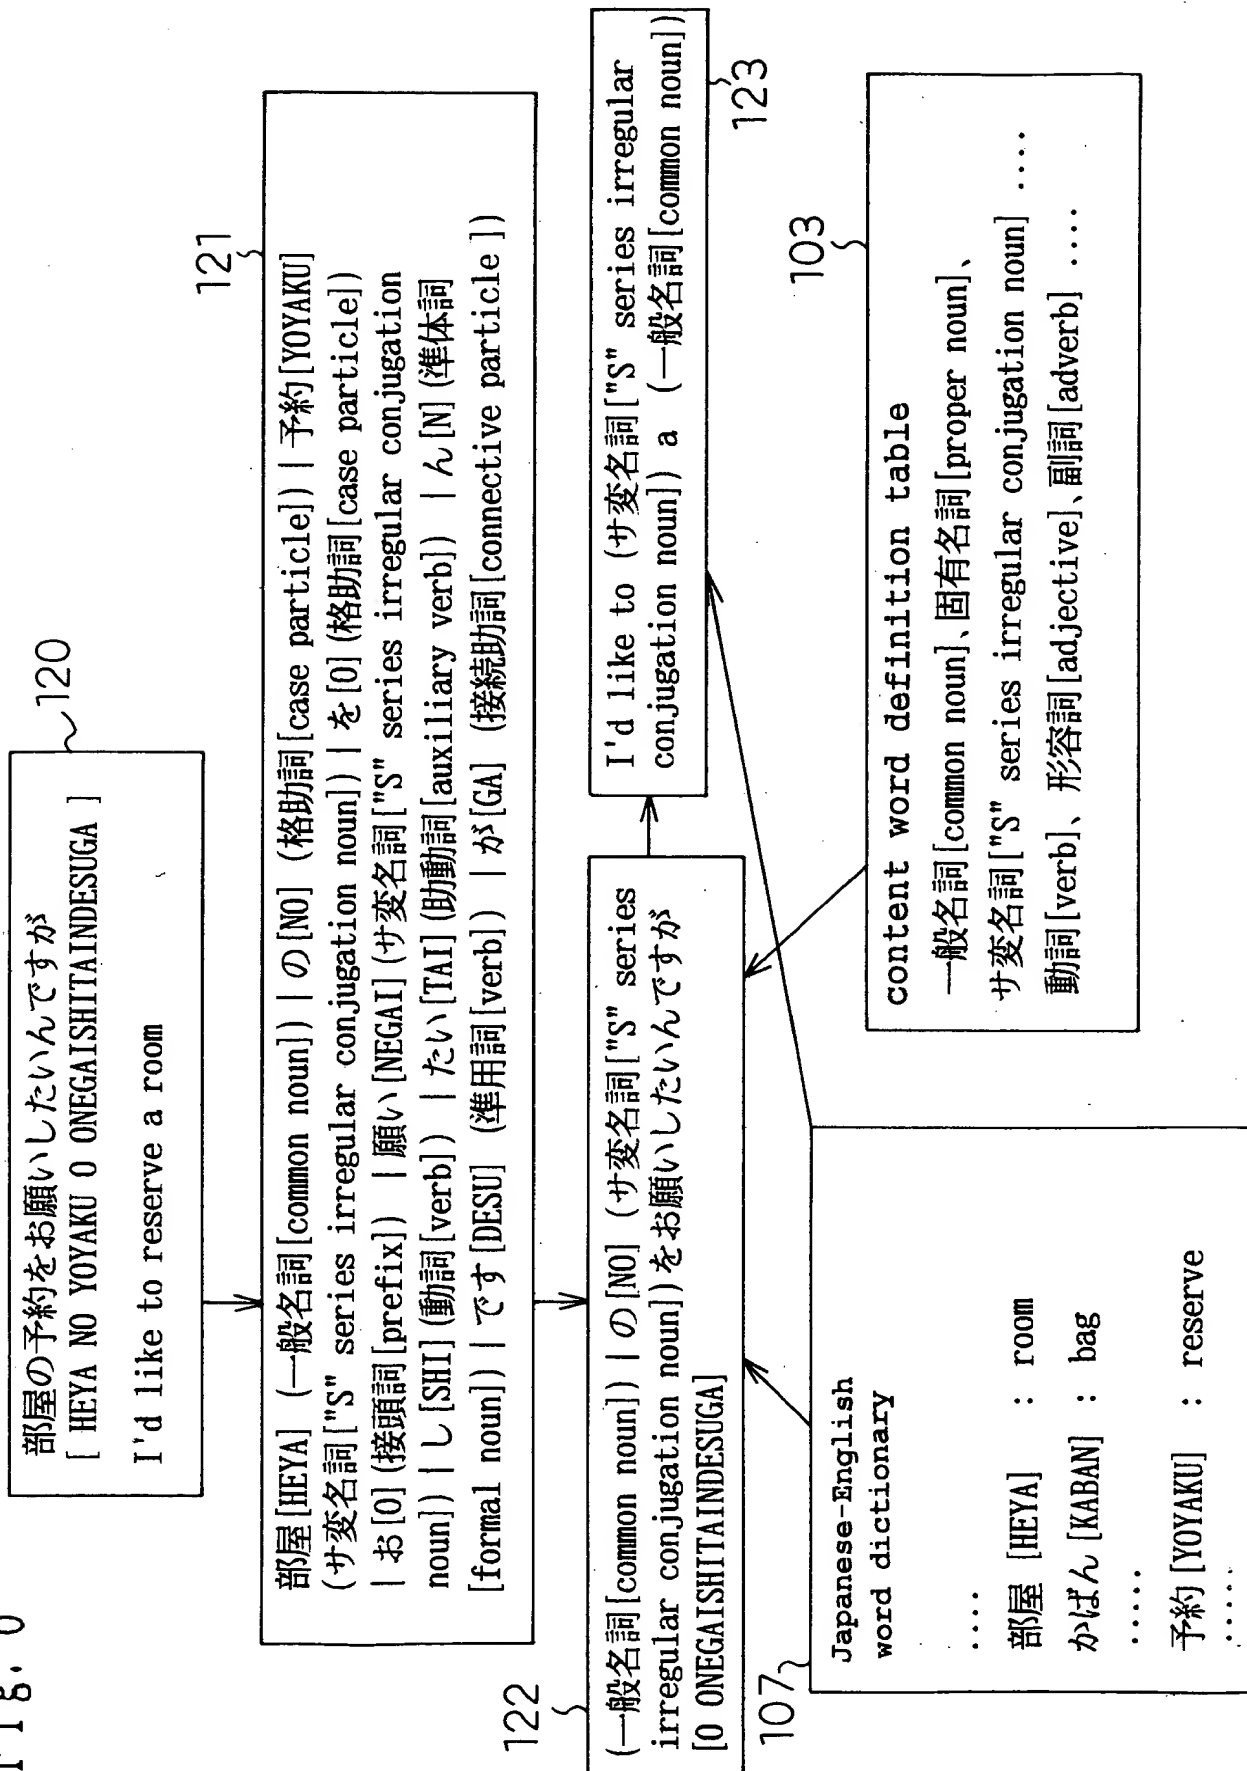 120
部屋の予約をお願いしたいんですが
[ HEYA NO YOYAKU O ONEGAISHITAINDESUGA ]
I'd like to reserve a room
121
部屋[HEYA] (一般名詞[common noun]) | の[NO] (格助詞[case particle]) | 予約[YOYAKU]
(サ変名詞["S" series irregular conjugation noun]) | を[O] (格助詞[case particle])
| お[O] (接頭詞[prefix]) | 願い[NEGAI] (サ変名詞["S" series irregular conjugation
noun]) | し[SHI] (動詞[verb]) | たい[TAI] (助動詞[auxiliary verb]) | ん[N] (準体詞
[formal noun]) | です[DESU] (準用詞[verb]) | が[GA] (接続助詞[connective particle ])
122
(一般名詞[common noun]) | の[NO] (サ変名詞["S" series
irregular conjugation noun])をお願いしたいんですが
[O ONEGAISHITAINDESUGA]
I'd like to (サ変名詞["S" series irregular
conjugation noun]) a (一般名詞[common noun])
123
107
Japanese-English
word dictionary
....
部屋 [HEYA] : room
かばん [KABAN] : bag
.....
予約 [YOYAKU] : reserve
.....
103
content word definition table
一般名詞[common noun]、固有名詞[proper noun]、
サ変名詞["S" series irregular conjugation noun] ....
動詞[verb]、形容詞[adjective]、副詞[adverb] ....